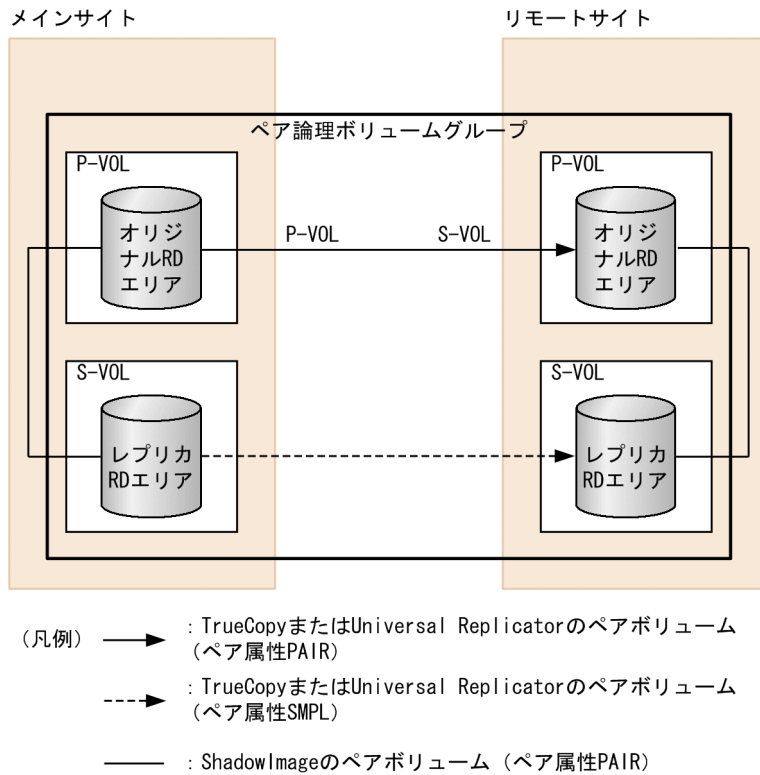 メインサイト
リモートサイト
ペア論理ボリュームグループ
P-VOL
オリジ
ナルRD
エリア
P-VOL
S-VOL
P-VOL
オリジ
ナルRD
エリア
S-VOL
レプリカ
RDエリア
S-VOL
レプリカ
RDエリア
（凡例）
：TrueCopyまたはUniversal Replicatorのペアボリューム
（ペア属性PAIR）
：TrueCopyまたはUniversal Replicatorのペアボリューム
（ペア属性SMPL）
：ShadowImageのペアボリューム（ペア属性PAIR）